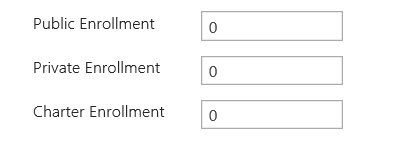 Public Enrollment 0
Private Enrollment 0
Charter Enrollment 0